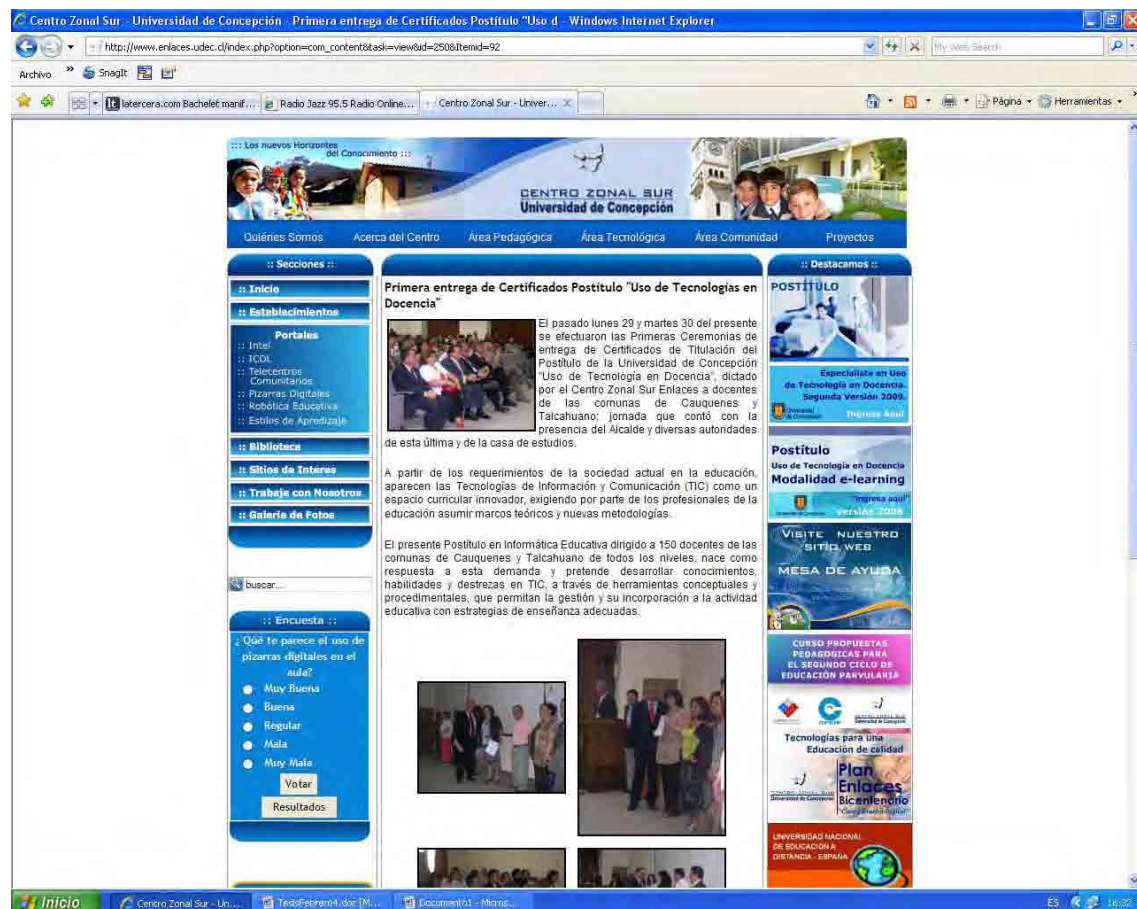 Centro Zonal Sur - Universidad de Concepción - Primera entrega de Certificados Postítulo "Uso d - Windows Internet Explorer
http://www.enlaces.udec.cl/index.php?option=com_content&task=view&id=250&Itemid=92
My Web Search
Archivo » SnagIt
latercera.com Bachelet manif...
Radio Jazz 95.5 Radio Online...
Centro Zonal Sur - Univer...
Página
Herramientas
::: Los nuevos Horizontes
del Conocimiento :::
CENTRO ZONAL SUR
Universidad de Concepción
Quiénes Somos
Acerca del Centro
Área Pedagógica
Área Tecnológica
Área Comunidad
Proyectos
:: Secciones ::
:: Inicio
:: Establecimientos
Portales
:: Intel
:: ICDL
:: Telecentros
Comunitarios
:: Pizarras Digitales
:: Robótica Educativa
:: Estilos de Apredizaje
:: Biblioteca
:: Sitios de Interes
:: Trabaje con Nosotros
:: Galería de Fotos
buscar...
:: Encuesta ::
¿Qué te parece el uso de
pizarras digitales en el
aula?
Muy Buena
Buena
Regular
Mala
Muy Mala
Votar
Resultados
Primera entrega de Certificados Postítulo "Uso de Tecnologías en
Docencia"
El pasado lunes 29 y martes 30 del presente
se efectuaron las Primeras Ceremonias de
entrega de Certificados de Titulación del
Postítulo de la Universidad de Concepción
"Uso de Tecnología en Docencia", dictado
por el Centro Zonal Sur Enlaces a docentes
de las comunas de Cauquenes y
Talcahuano; jornada que contó con la
presencia del Alcalde y diversas autoridades
de esta última y de la casa de estudios.
A partir de los requerimientos de la sociedad actual en la educación,
aparecen las Tecnologías de Información y Comunicación (TIC) como un
espacio curricular innovador, exigiendo por parte de los profesionales de la
educación asumir marcos teóricos y nuevas metodologías.
El presente Postítulo en Informática Educativa dirigido a 150 docentes de las
comunas de Cauquenes y Talcahuano de todos los niveles, nace como
respuesta a esta demanda y pretende desarrollar conocimientos,
habilidades y destrezas en TIC, a través de herramientas conceptuales y
procedimentales, que permitan la gestión y su incorporación a la actividad
educativa con estrategias de enseñanza adecuadas.
:: Destacamos ::
POSTÍTULO
Especialízate en Uso
de Tecnología en Docencia.
Segunda Versión 2009.
Ingresa Aquí
Postítulo
Uso de Tecnología en Docencia
Modalidad e-learning
"Ingresa aquí"
versión 2008
VISITE NUESTRO
SITIO WEB
MESA DE AYUDA
CURSO PROPUESTAS
PEDAGOGICAS PARA
EL SEGUNDO CICLO DE
EDUCACIÓN PARVULARIA
Tecnologías para una
Educación de calidad
Plan
Enlaces
Bicentenario
UNIVERSIDAD NACIONAL
DE EDUCACIÓN A
DISTANCIA - ESPAÑA
Inicio
Centro Zonal Sur - Un...
TesisFebrero4.doc [M...
Documento1 - Micros...
ES
16:32